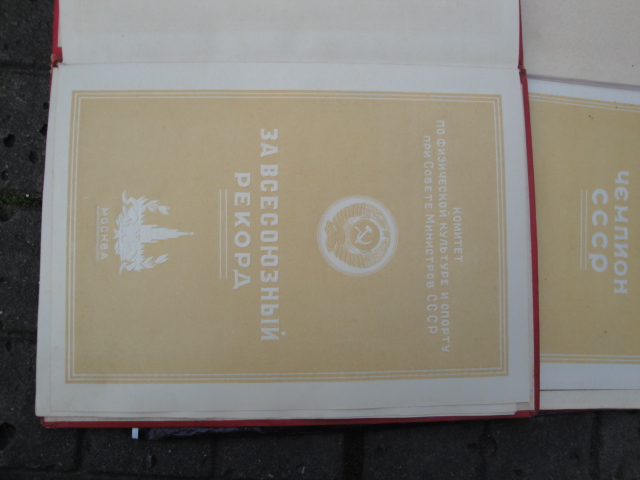 КОМИТЕТ
ПО ФИЗИЧЕСКОЙ КУЛЬТУРЕ И СПОРТУ
ПРИ СОВЕТЕ МИНИСТРОВ СССР
ЗА ВСЕСОЮЗНЫЙ
РЕКОРД
МОСКВА
ЧЕМПИОН
СССР